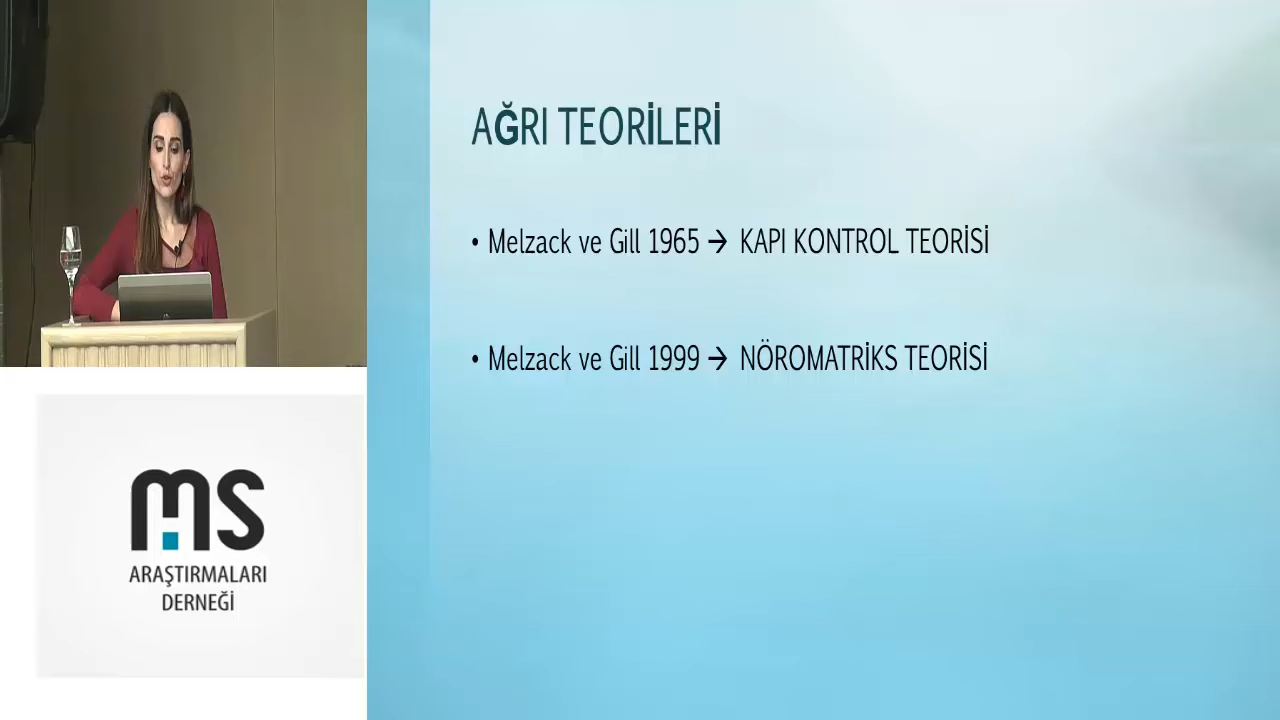 AĞRI TEORİLERİ
• Melzack ve Gill 1965 → KAPI KONTROL TEORİSİ
• Melzack ve Gill 1999 → NÖROMATRİKS TEORİSİ
ms
ARAŞTIRMALARI
DERNEĞİ